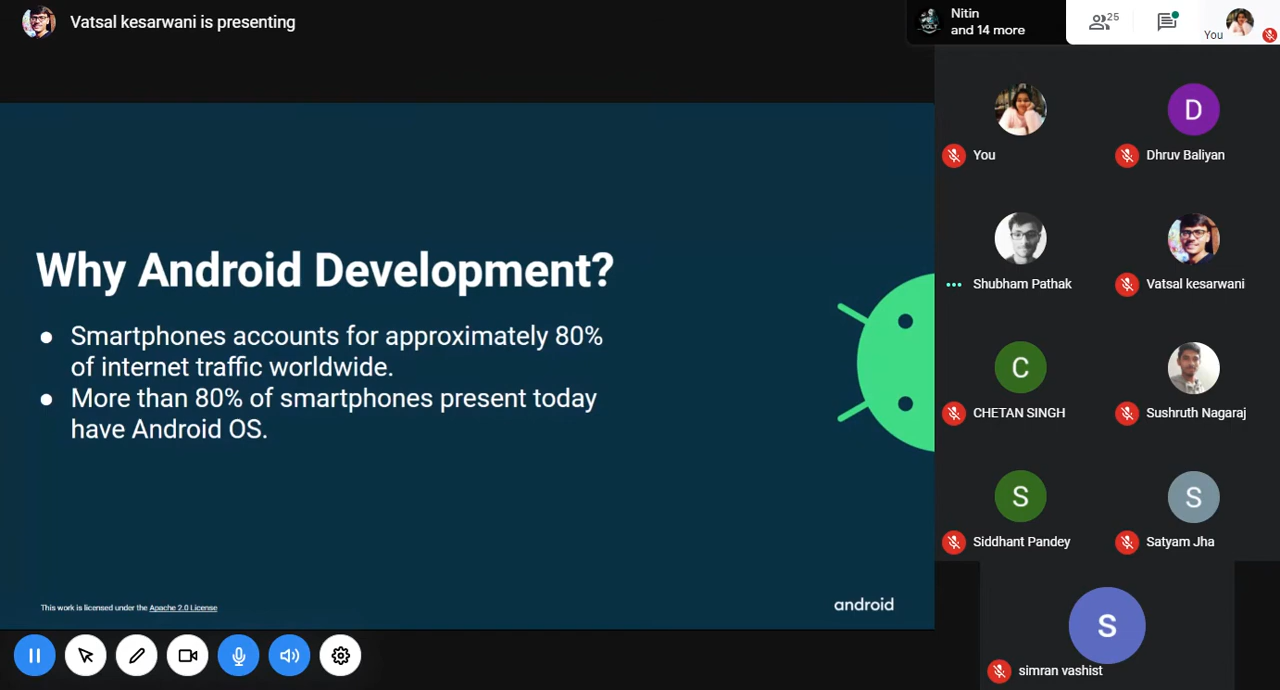 Vatsal kesarwani is presenting
Nitin
and 14 more
25
You
Why Android Development?
● Smartphones accounts for approximately 80%
of internet traffic worldwide.
● More than 80% of smartphones present today
have Android OS.
This work is licensed under the Apache 2.0 License
android
You
D
Dhruv Baliyan
Shubham Pathak
Vatsal kesarwani
C
CHETAN SINGH
Sushruth Nagaraj
S
Siddhant Pandey
S
Satyam Jha
S
simran vashist